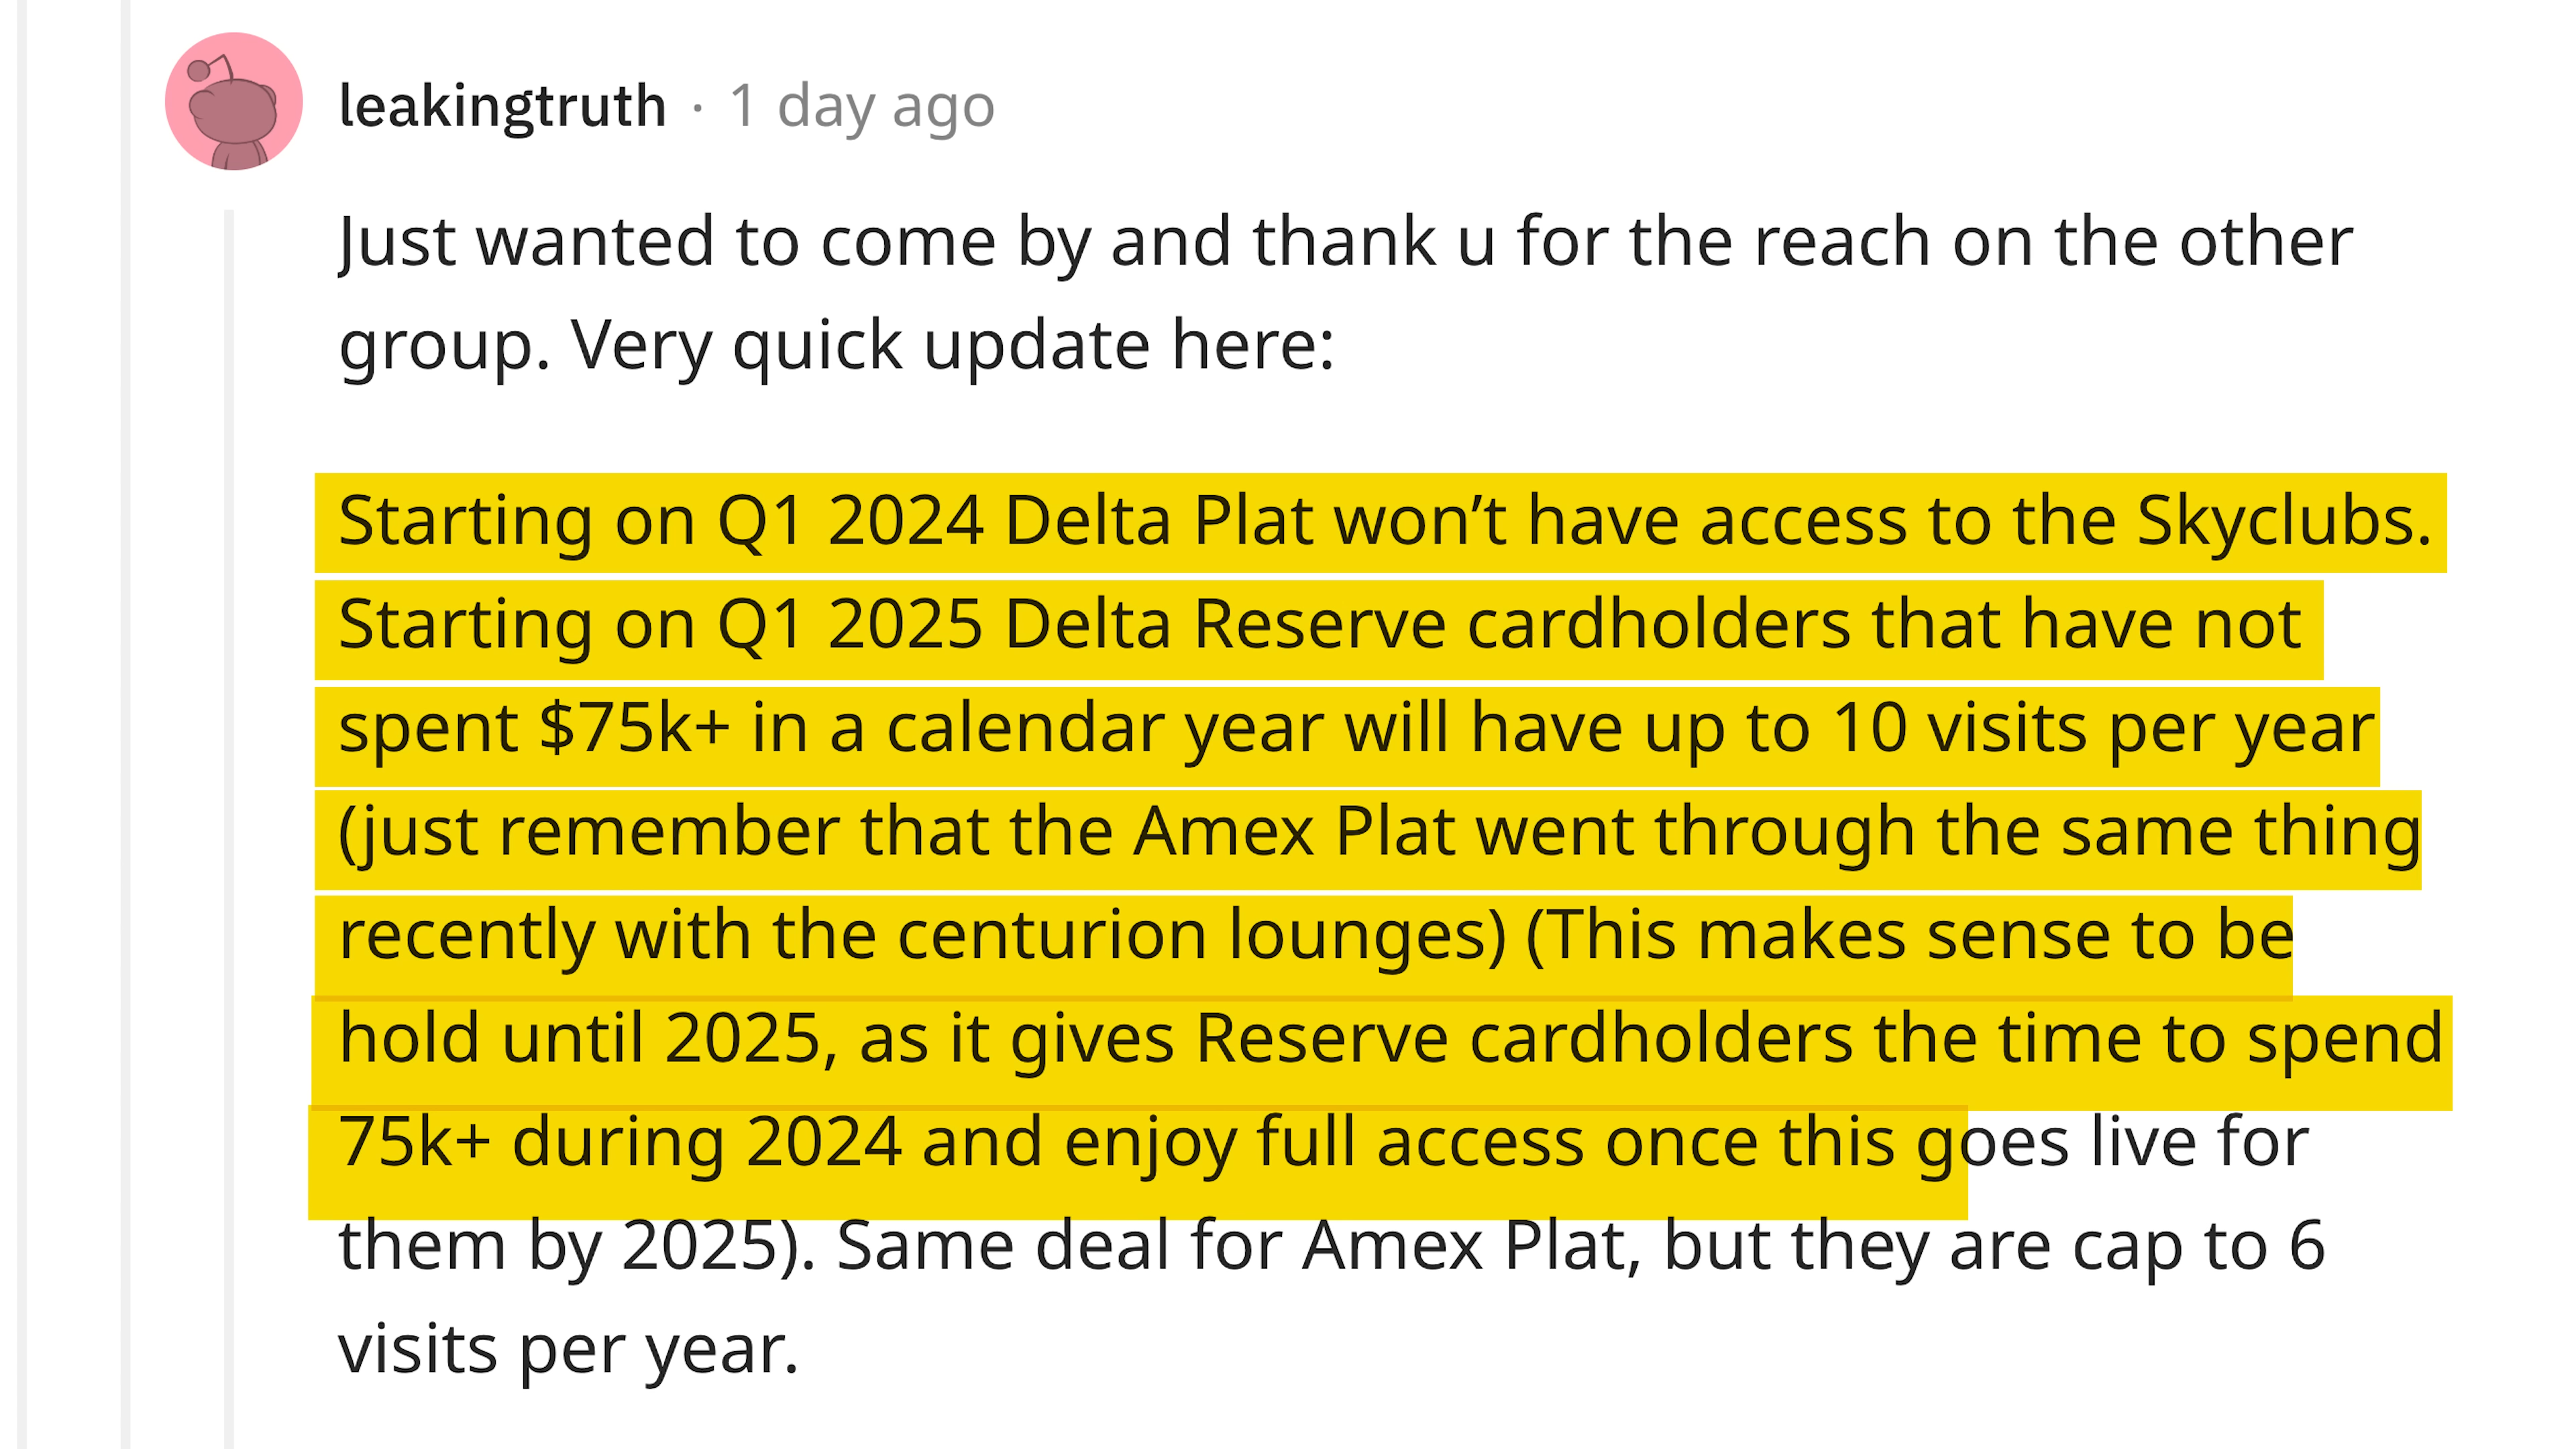 leakingtruth · 1 day ago
Just wanted to come by and thank u for the reach on the other
group. Very quick update here:
Starting on Q1 2024 Delta Plat won’t have access to the Skyclubs.
Starting on Q1 2025 Delta Reserve cardholders that have not
spent $75k+ in a calendar year will have up to 10 visits per year
(just remember that the Amex Plat went through the same thing
recently with the centurion lounges) (This makes sense to be
hold until 2025, as it gives Reserve cardholders the time to spend
75k+ during 2024 and enjoy full access once this goes live for
them by 2025). Same deal for Amex Plat, but they are cap to 6
visits per year.